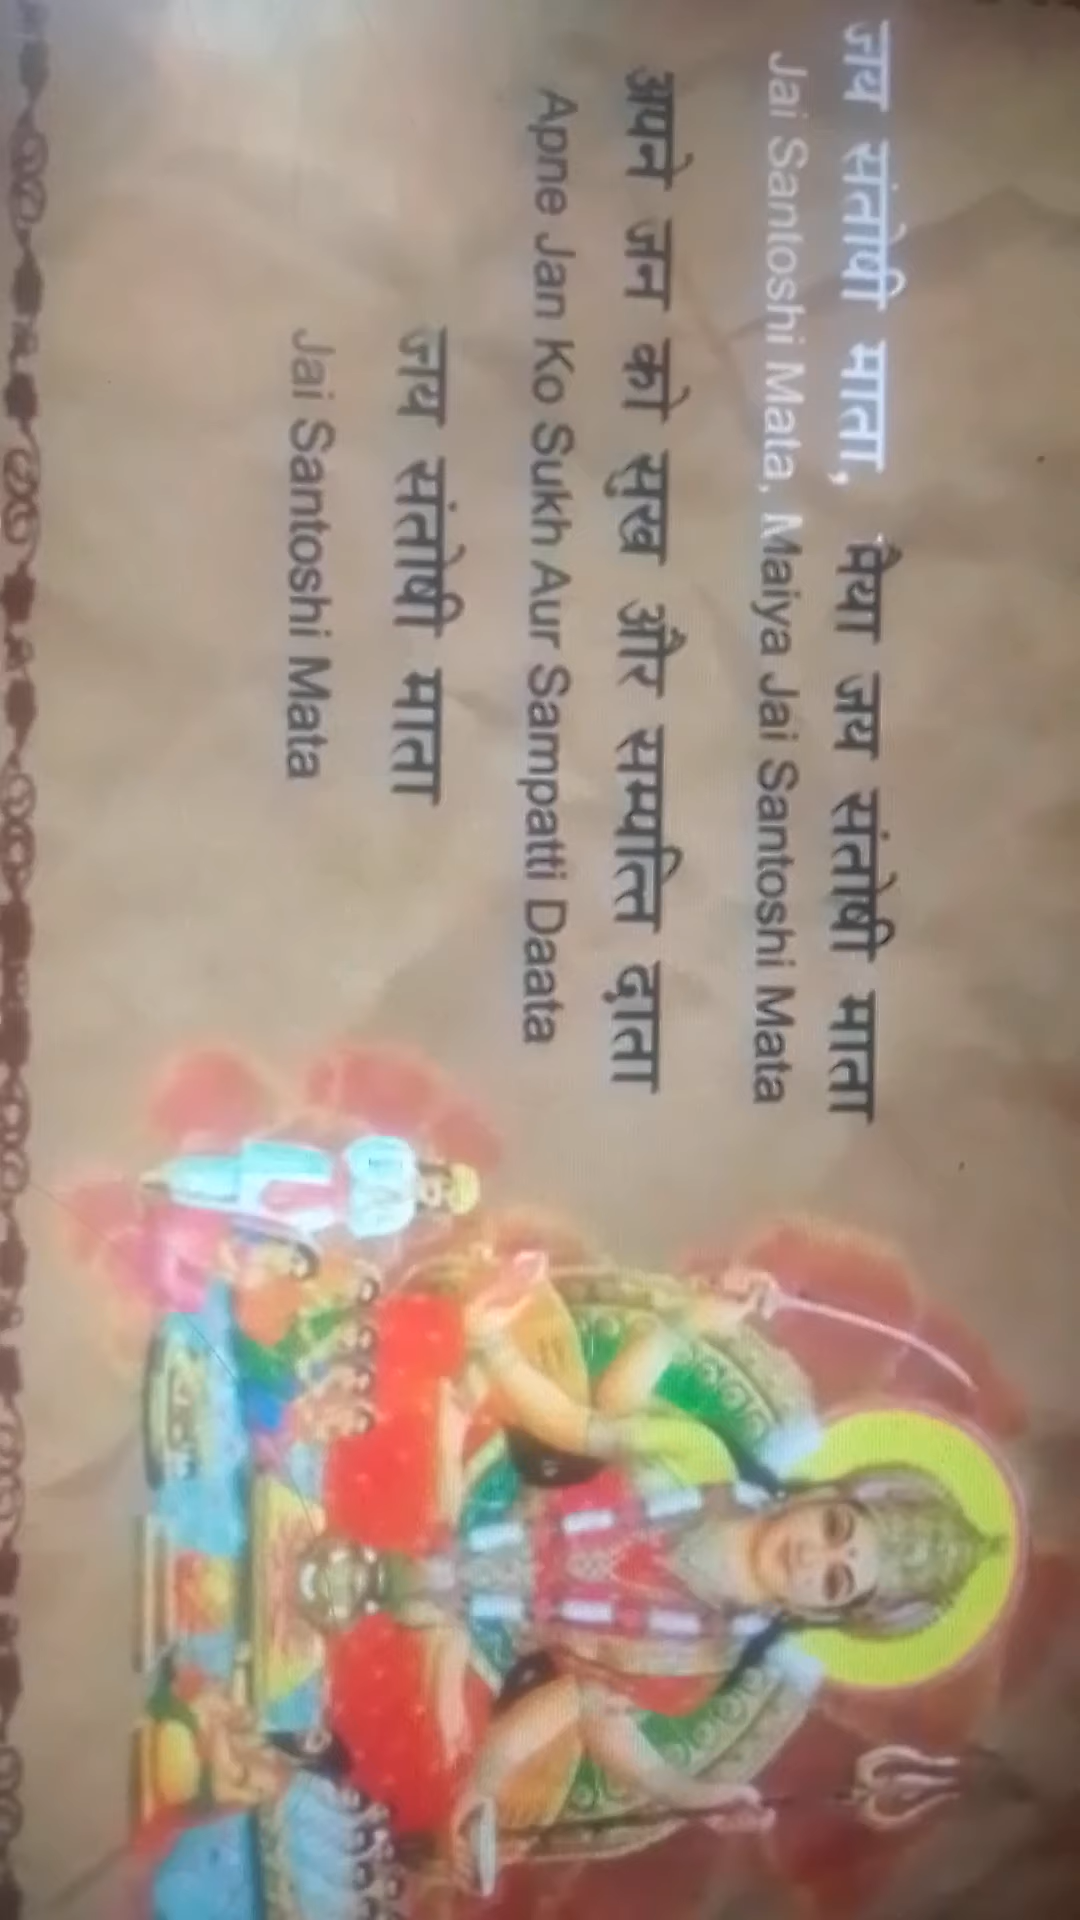 जय संतोषी माता, मैया जय संतोषी माता
Jai Santoshi Mata, Maiya Jai Santoshi Mata
अपने जन को सुख और सम्पत्ति दाता
Apne Jan Ko Sukh Aur Sampatti Daata
जय संतोषी माता
Jai Santoshi Mata